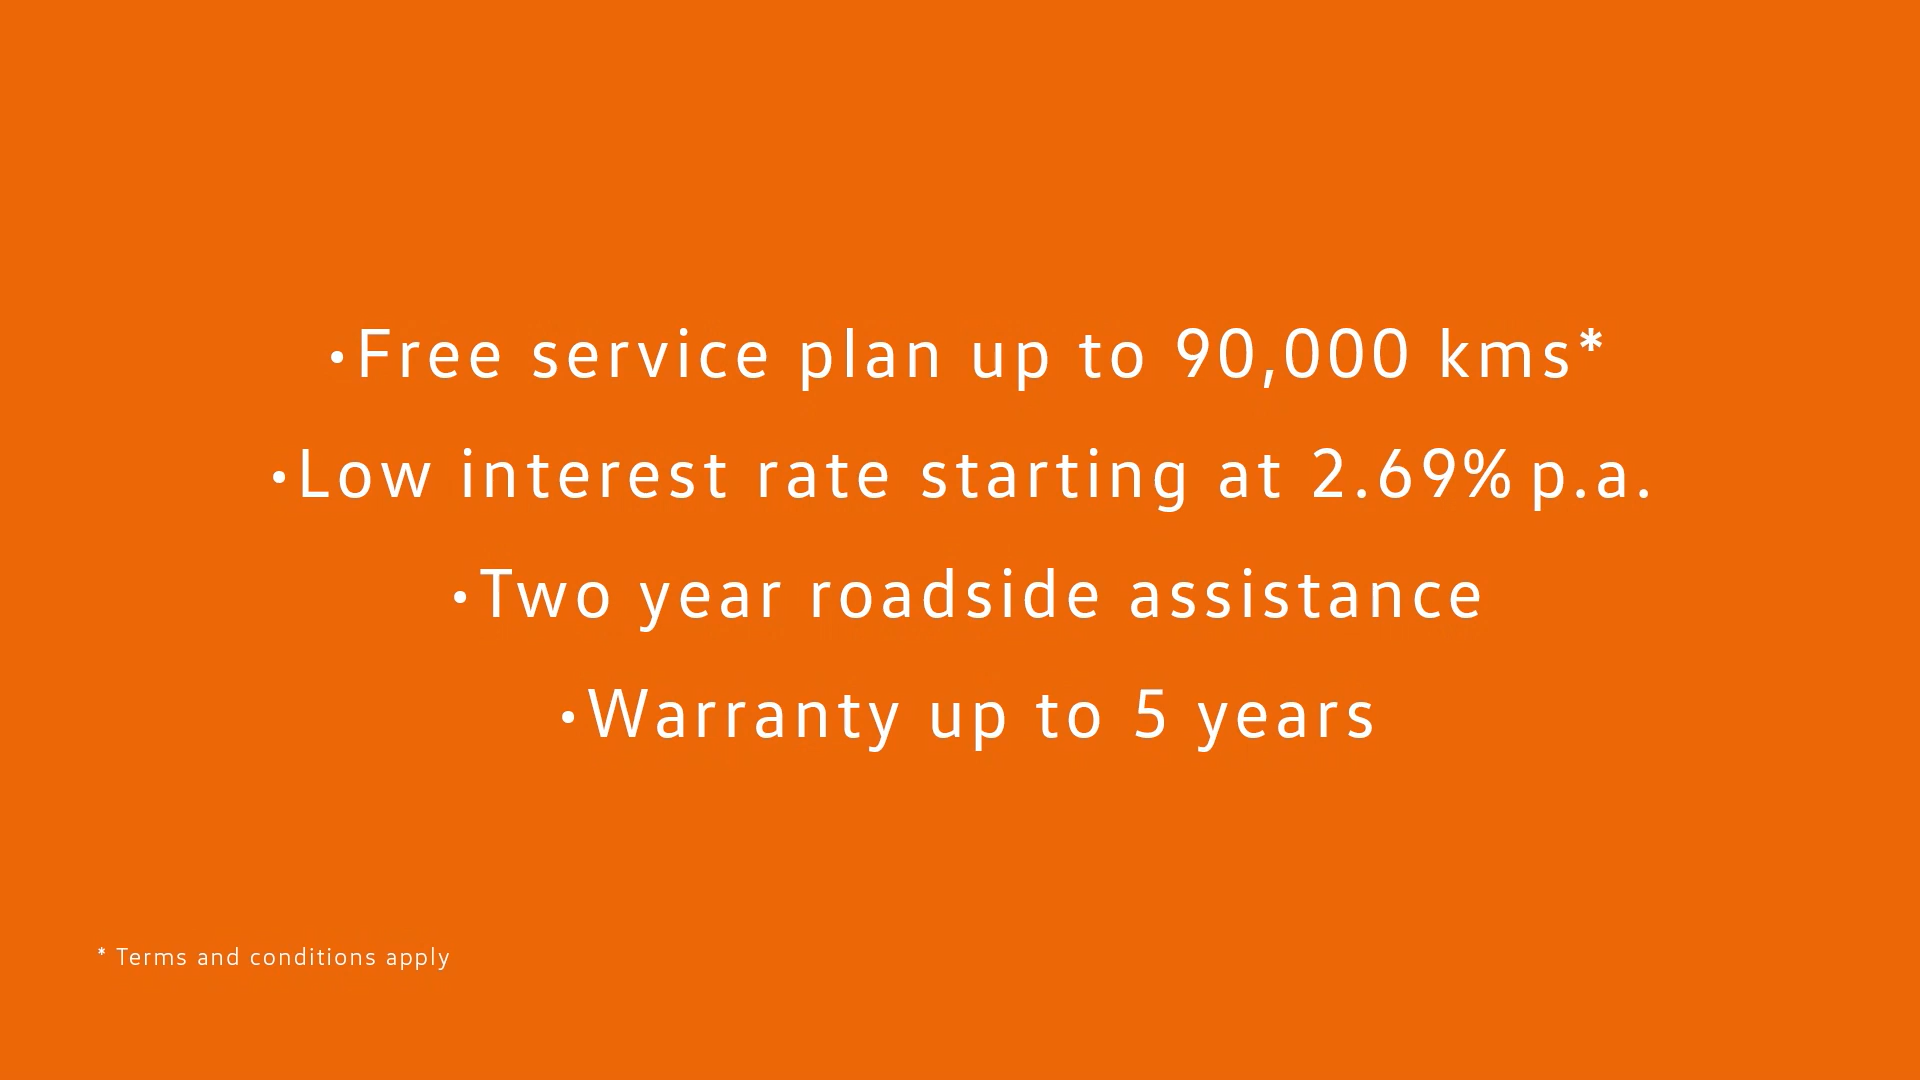 •Free service plan up to 90,000 kms*
•Low interest rate starting at 2.69% p.a.
•Two year roadside assistance
•Warranty up to 5 years
* Terms and conditions apply